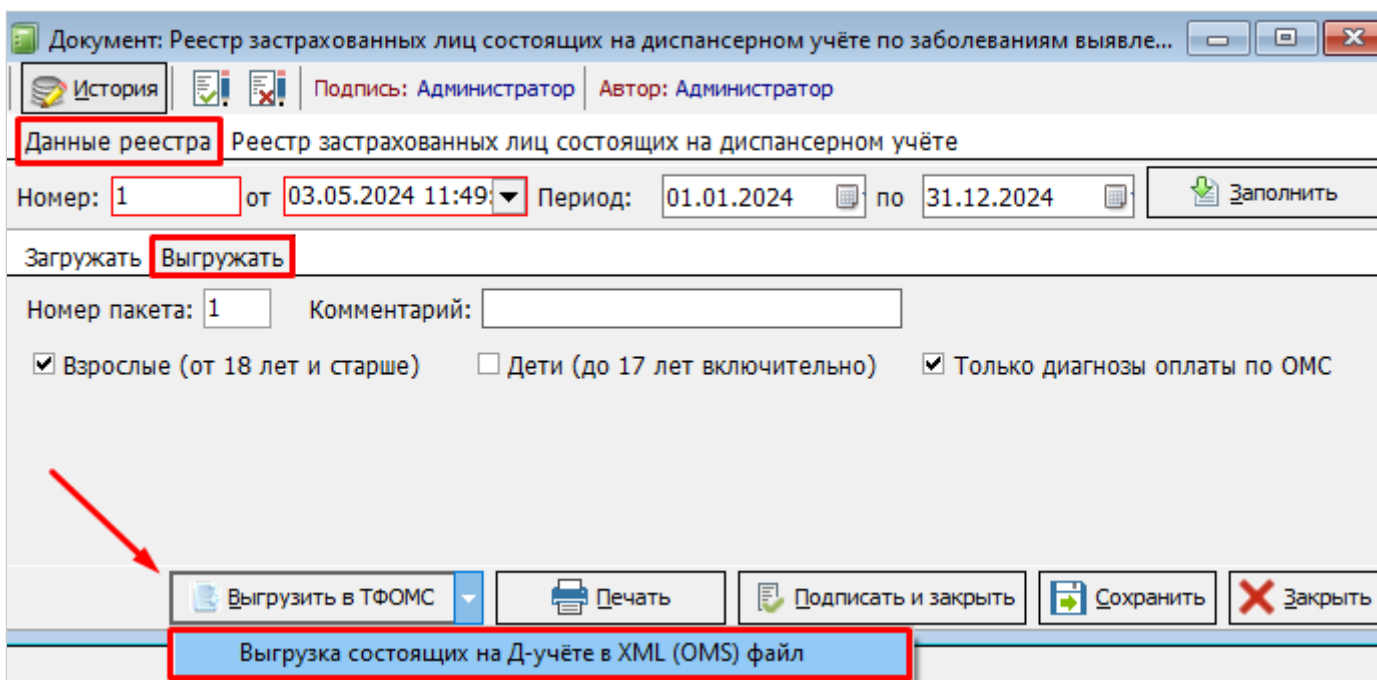 Документ: Реестр застрахованных лиц состоящих на диспансерном учёте по заболеваниям выявле...
История Подпись: Администратор Автор: Администратор
Данные реестра Реестр застрахованных лиц состоящих на диспансерном учёте
Номер: 1 от 03.05.2024 11:49: Период: 01.01.2024 по 31.12.2024 Заполнить
Загружать Выгружать
Номер пакета: 1 Комментарий:
Взрослые (от 18 лет и старше) Дети (до 17 лет включительно) Только диагнозы оплаты по ОМС
Выгрузить в ТФОМС Печать Подписать и закрыть Сохранить Закрыть
Выгрузка состоящих на Д-учёте в XML (OMS) файл